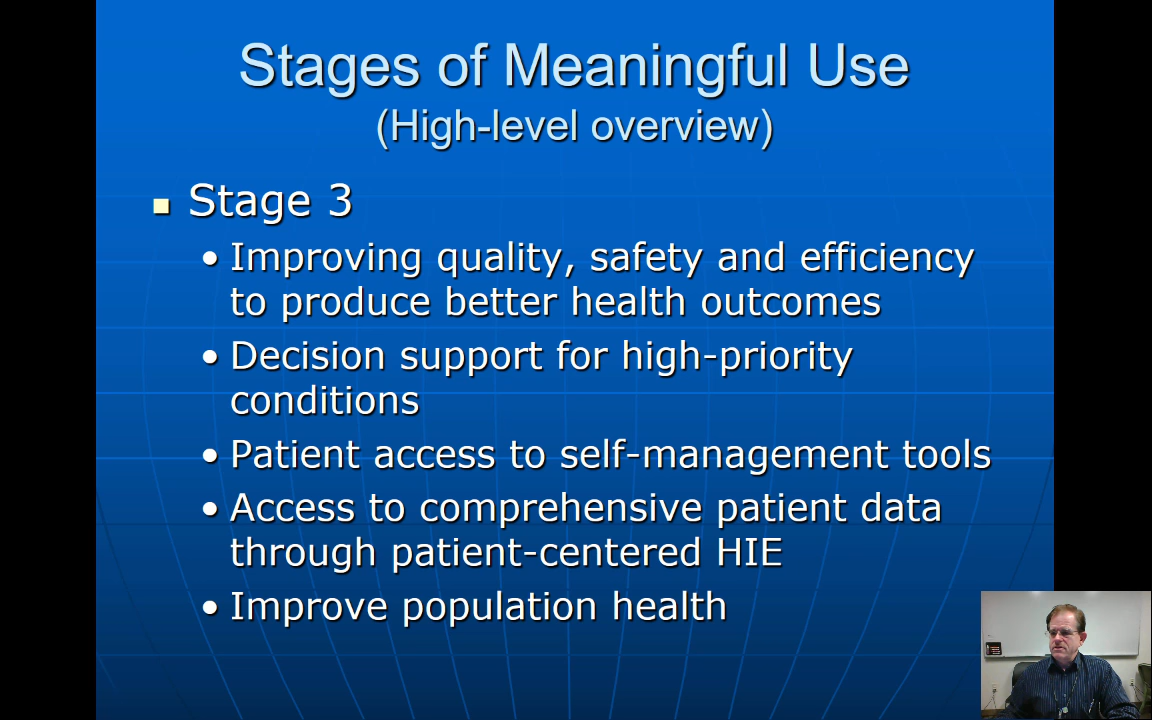 Stages of Meaningful Use
(High-level overview)
Stage 3
• Improving quality, safety and efficiency
to produce better health outcomes
• Decision support for high-priority
conditions
• Patient access to self-management tools
• Access to comprehensive patient data
through patient-centered HIE
• Improve population health